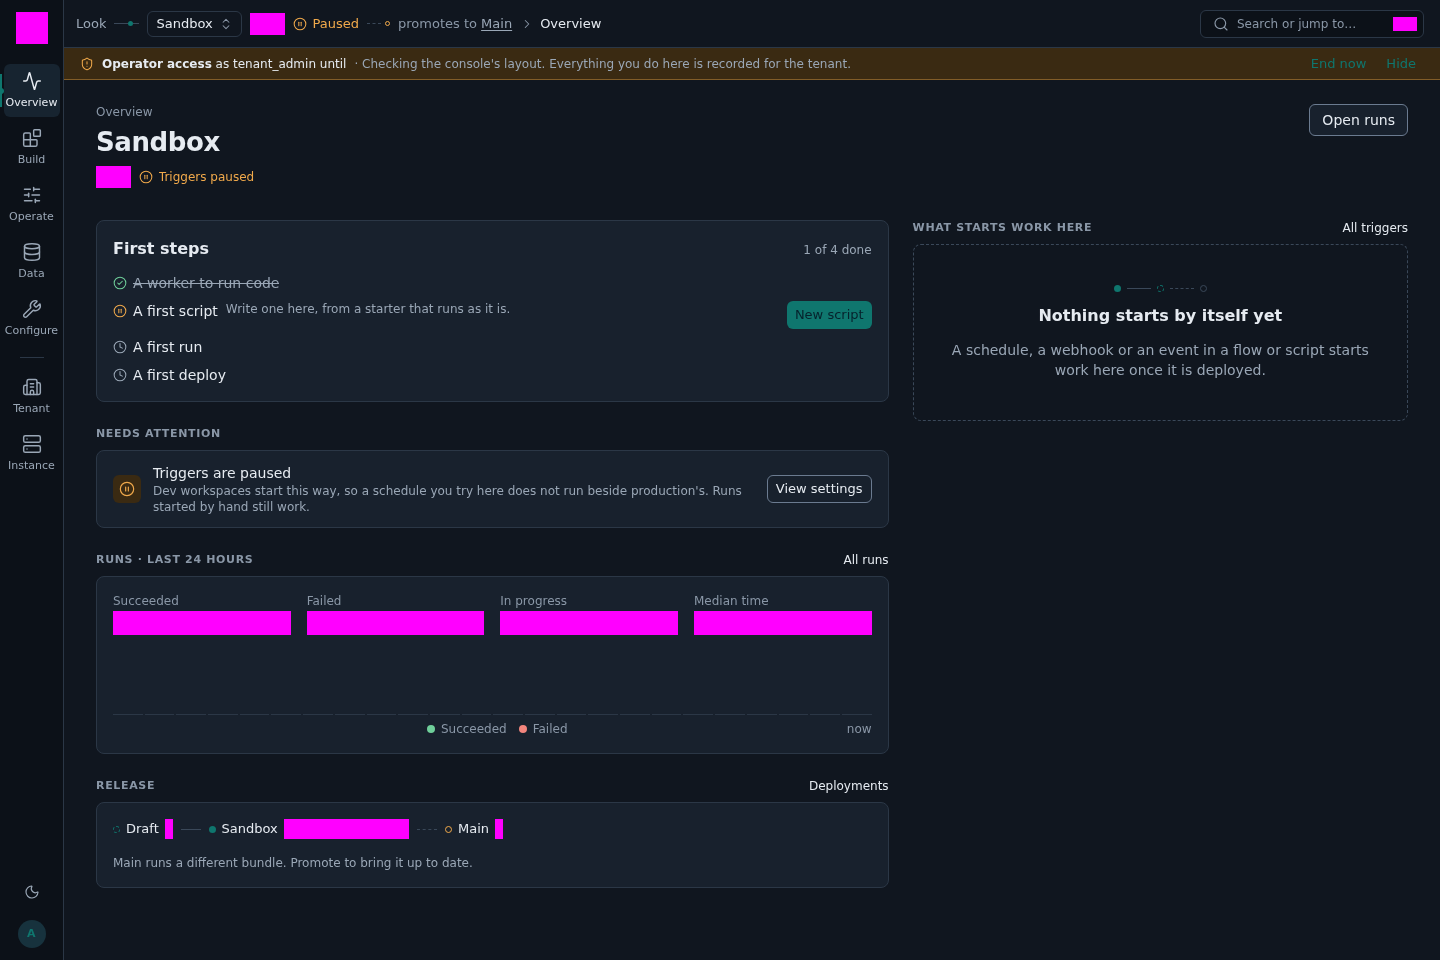 Look
Sandbox
Paused
promotes to Main
Overview
Search or jump to…
Operator access as tenant_admin until · Checking the console's layout. Everything you do here is recorded for the tenant.
End now
Hide
Overview
Build
Operate
Data
Configure
Tenant
Instance
A
Overview
Sandbox
Triggers paused
Open runs
First steps
1 of 4 done
A worker to run code
A first script Write one here, from a starter that runs as it is.
New script
A first run
A first deploy
NEEDS ATTENTION
Triggers are paused
Dev workspaces start this way, so a schedule you try here does not run beside production's. Runs
started by hand still work.
View settings
RUNS · LAST 24 HOURS
All runs
Succeeded
Failed
In progress
Median time
Succeeded
Failed
now
RELEASE
Deployments
Draft
Sandbox
Main
Main runs a different bundle. Promote to bring it up to date.
WHAT STARTS WORK HERE
All triggers
Nothing starts by itself yet
A schedule, a webhook or an event in a flow or script starts
work here once it is deployed.